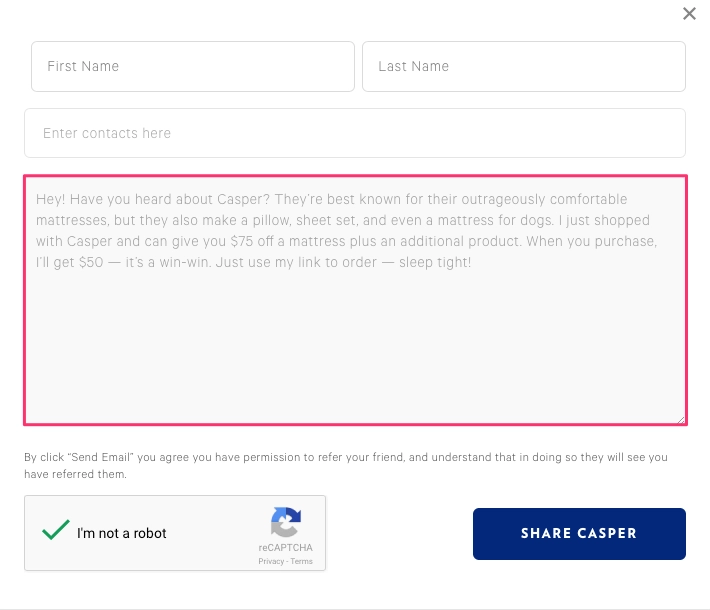 First Name
Last Name
Enter contacts here
Hey! Have you heard about Casper? They're best known for their outrageously comfortable
mattresses, but they also make a pillow, sheet set, and even a mattress for dogs. I just shopped
with Casper and can give you $75 off a mattress plus an additional product. When you purchase,
I'll get $50 — it's a win-win. Just use my link to order — sleep tight!
By click “Send Email” you agree you have permission to refer your friend, and understand that in doing so they will see you
have referred them.
I'm not a robot
reCAPTCHA
Privacy - Terms
SHARE CASPER